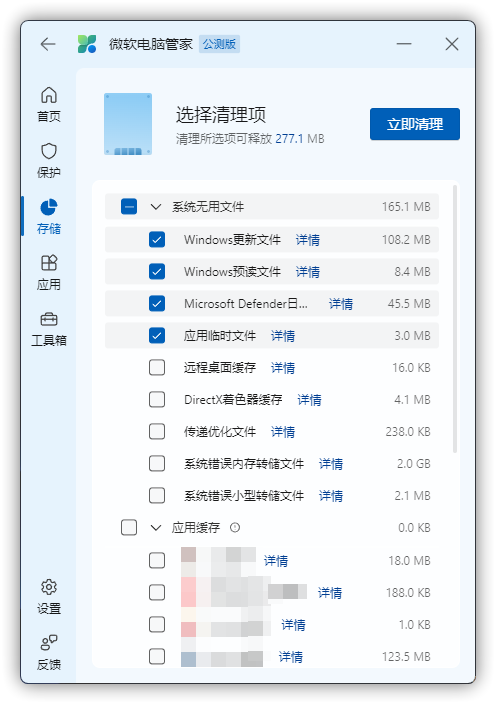 微软电脑管家 公测版
首页
保护
存储
应用
工具箱
设置
反馈
选择清理项
清理所选项可释放 277.1 MB
立即清理
系统无用文件 165.1 MB
Windows更新文件 详情 108.2 MB
Windows预读文件 详情 8.4 MB
Microsoft Defender日... 详情 45.5 MB
应用临时文件 详情 3.0 MB
远程桌面缓存 详情 16.0 KB
DirectX着色器缓存 详情 4.1 MB
传递优化文件 详情 238.0 KB
系统错误内存转储文件 详情 2.0 GB
系统错误小型转储文件 详情 2.1 MB
应用缓存 0.0 KB
详情 18.0 MB
详情 188.0 KB
详情 1.0 KB
详情 123.5 MB